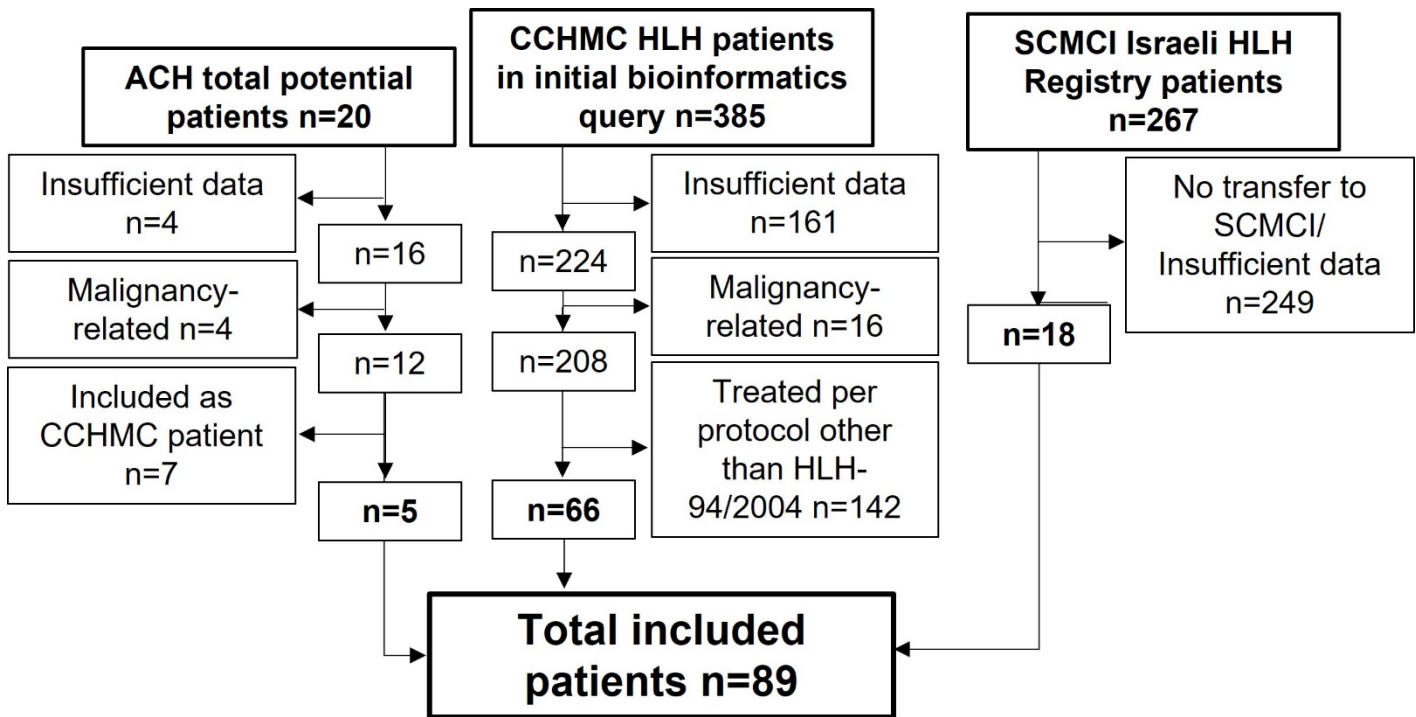 ACH total potential
patients n=20
Insufficient data
n=4
n=16
Malignancy-
related n=4
n=12
Included as
CCHMC patient
n=7
n=5
CCHMC HLH patients
in initial bioinformatics
query n=385
Insufficient data
n=161
n=224
Malignancy-
related n=16
n=208
Treated per
protocol other
than HLH-
94/2004 n=142
n=66
SCMCI Israeli HLH
Registry patients
n=267
No transfer to
SCMCI/
Insufficient data
n=249
n=18
Total included
patients n=89